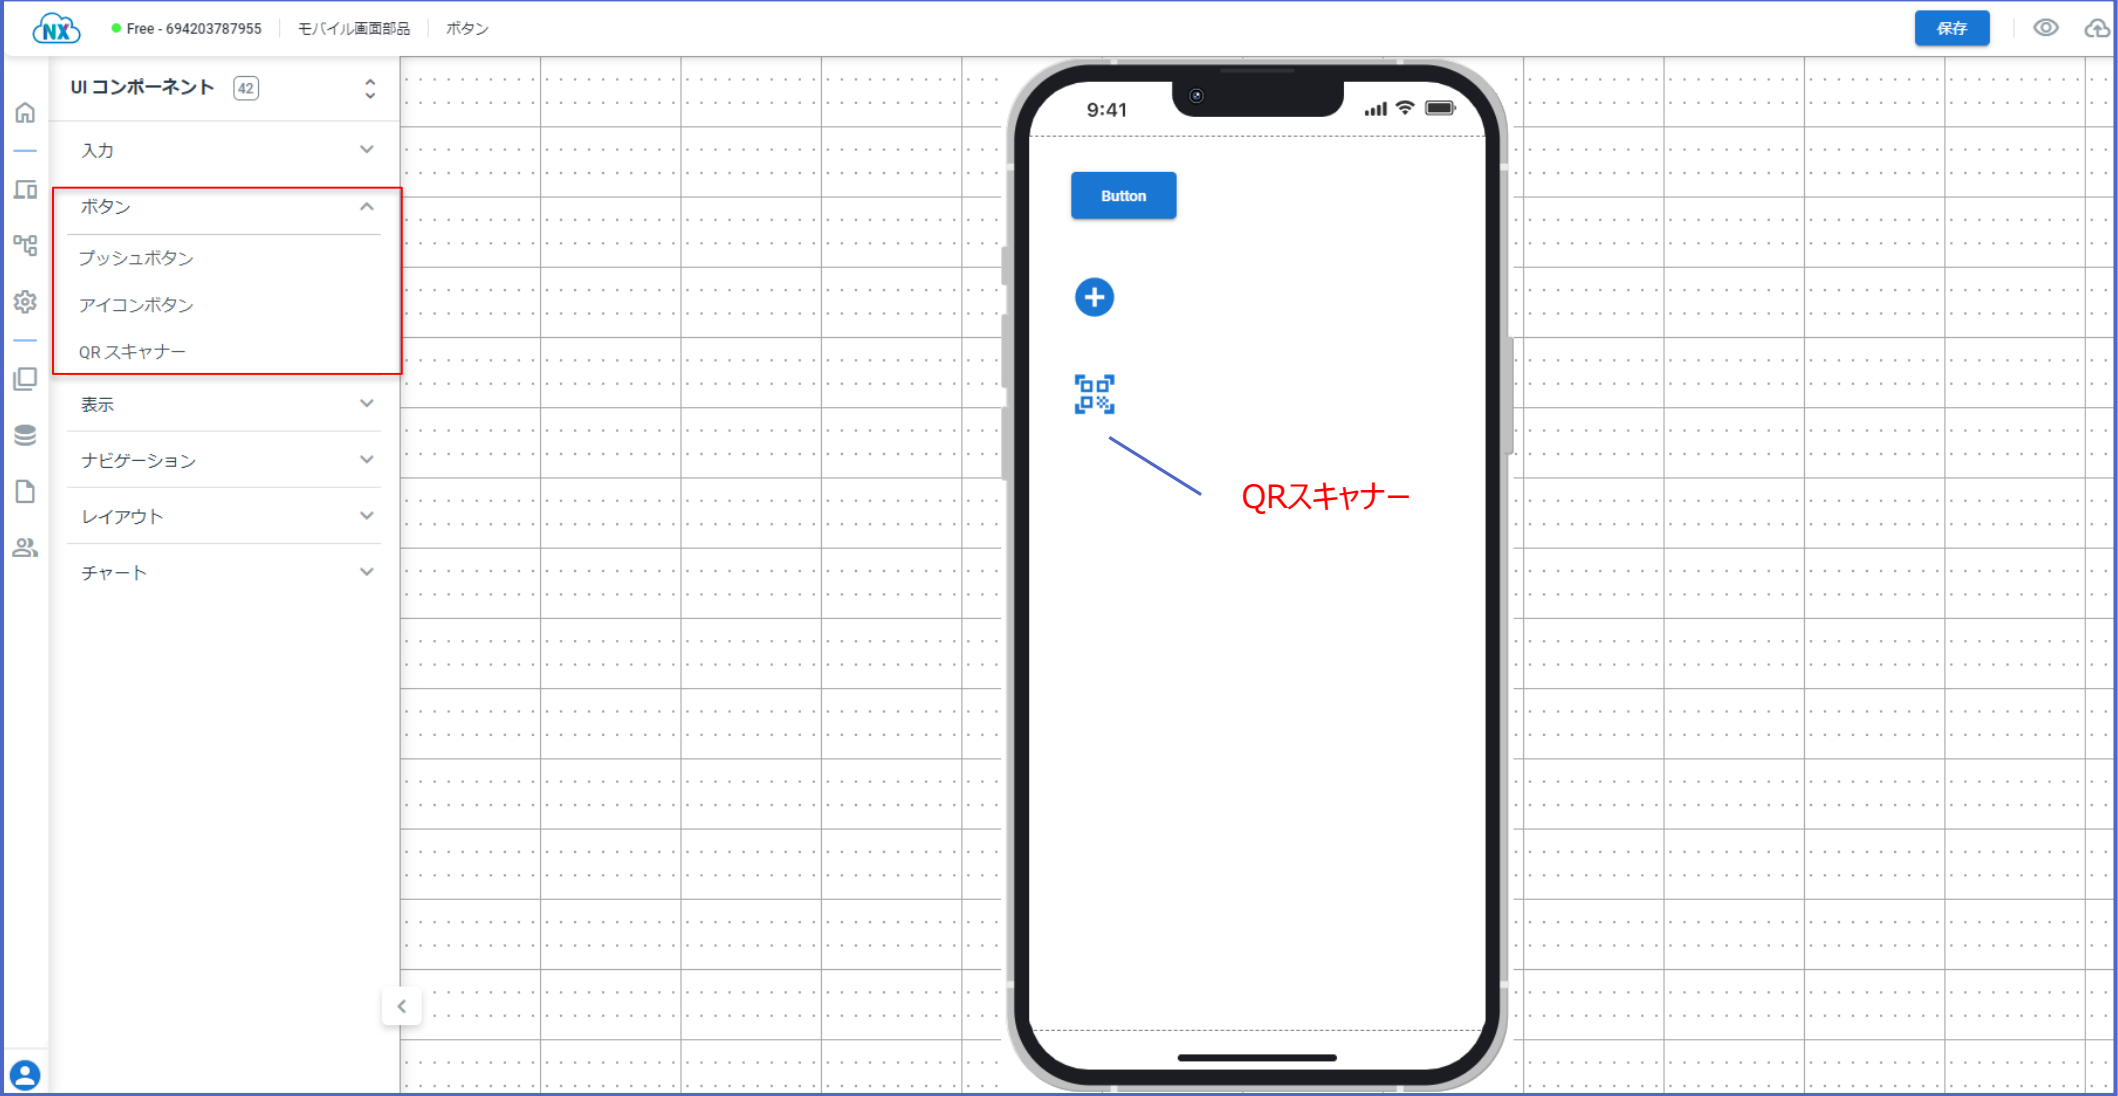 NX Free - 694203787955 モバイル画面部品 ボタン 保存
UI コンポーネント 42
入力
ボタン
プッシュボタン
アイコンボタン
QR スキャナー
表示
ナビゲーション
レイアウト
チャート
9:41
Button
QRスキャナー